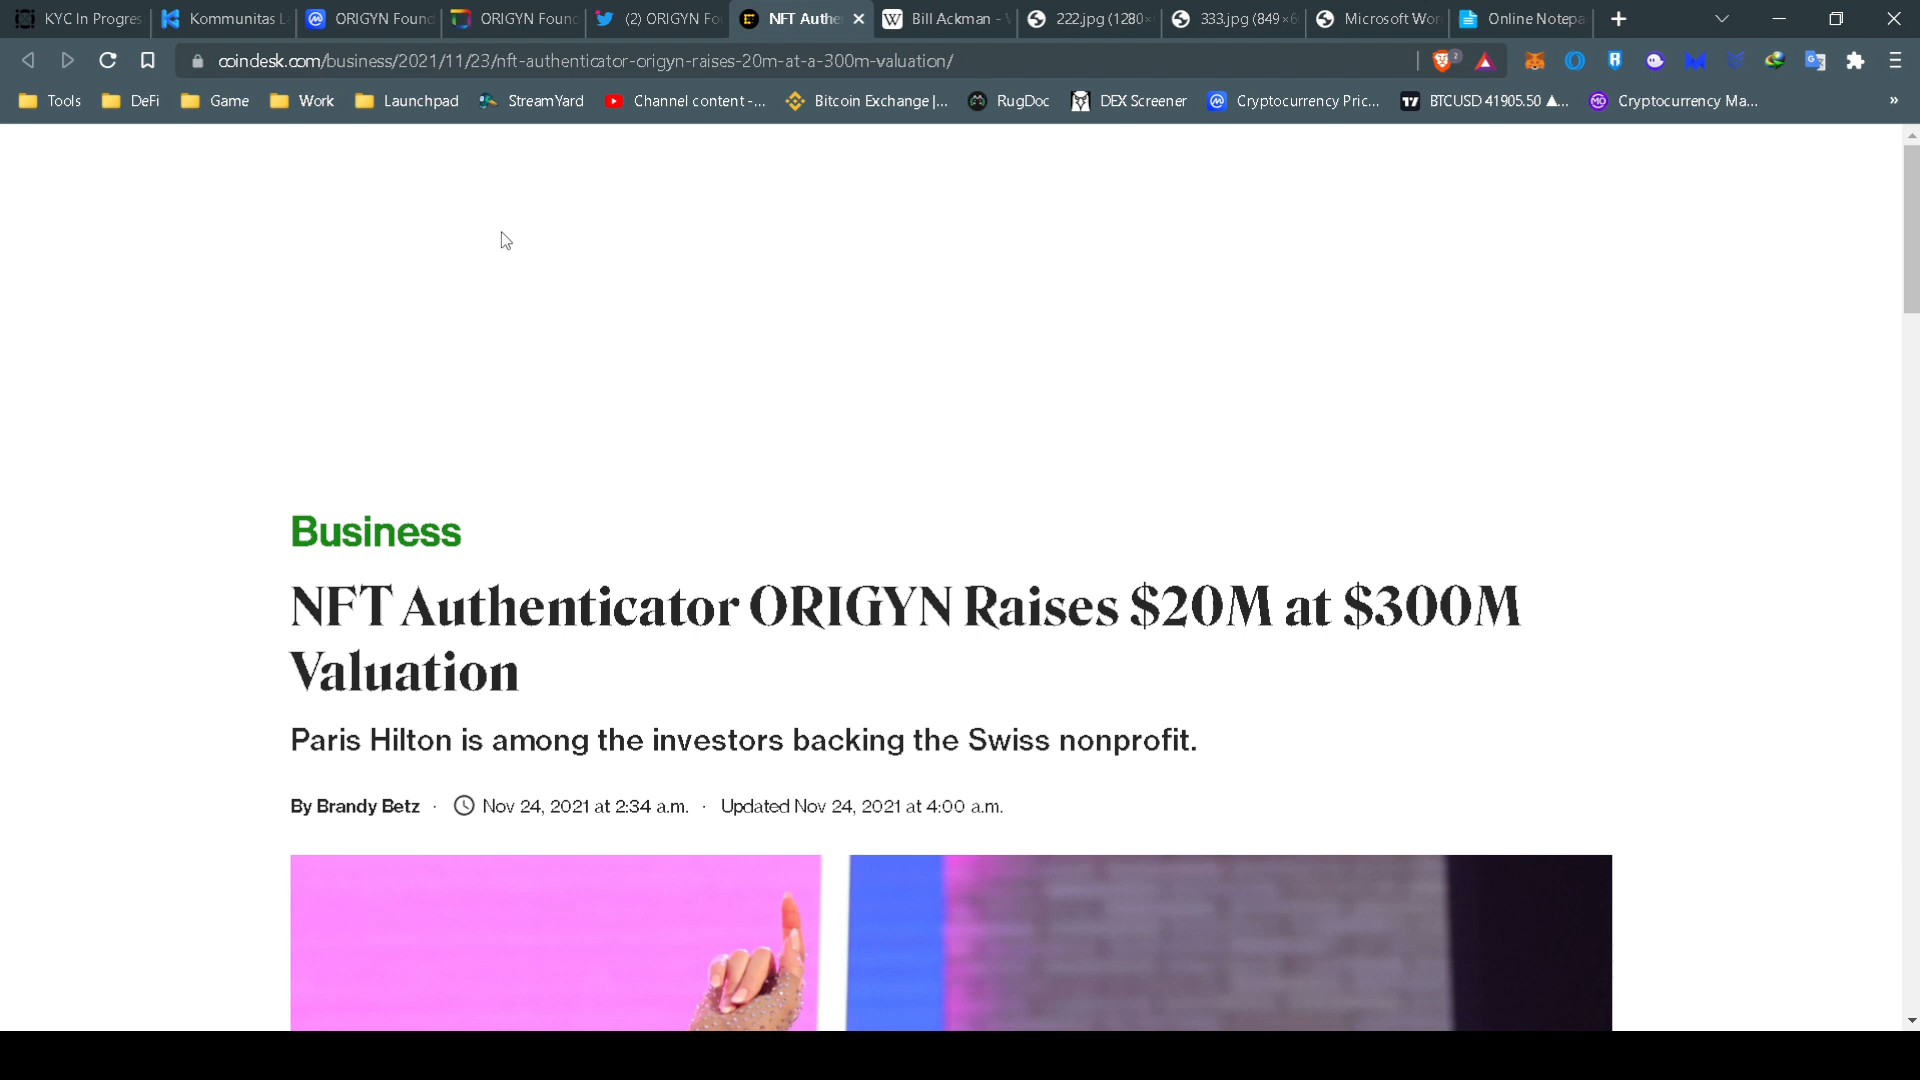 KYC In Progres
Kommunitas L
ORIGYN Found
ORIGYN Foun
(2) ORIGYN Fo
NFT Authe
Bill Ackman -
222.jpg (1280×
333.jpg (849×6
Microsoft Wor
Online Notepa
coindesk.com/business/2021/11/23/nft-authenticator-origyn-raises-20m-at-a-300m-valuation/
Tools
DeFi
Game
Work
Launchpad
StreamYard
Channel content -...
Bitcoin Exchange |...
RugDoc
DEX Screener
Cryptocurrency Pric...
BTCUSD 41905.50 ▲...
Cryptocurrency Ma...
»
Business
NFT Authenticator ORIGYN Raises $20M at $300M
Valuation
Paris Hilton is among the investors backing the Swiss nonprofit.
By Brandy Betz · Nov 24, 2021 at 2:34 a.m. · Updated Nov 24, 2021 at 4:00 a.m.